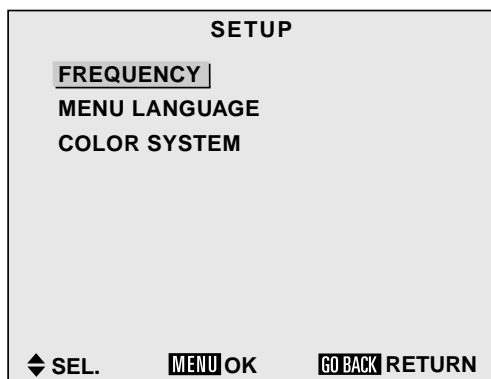 SETUP
FREQUENCY
MENU LANGUAGE
COLOR SYSTEM
SEL. MENU OK GO BACK RETURN